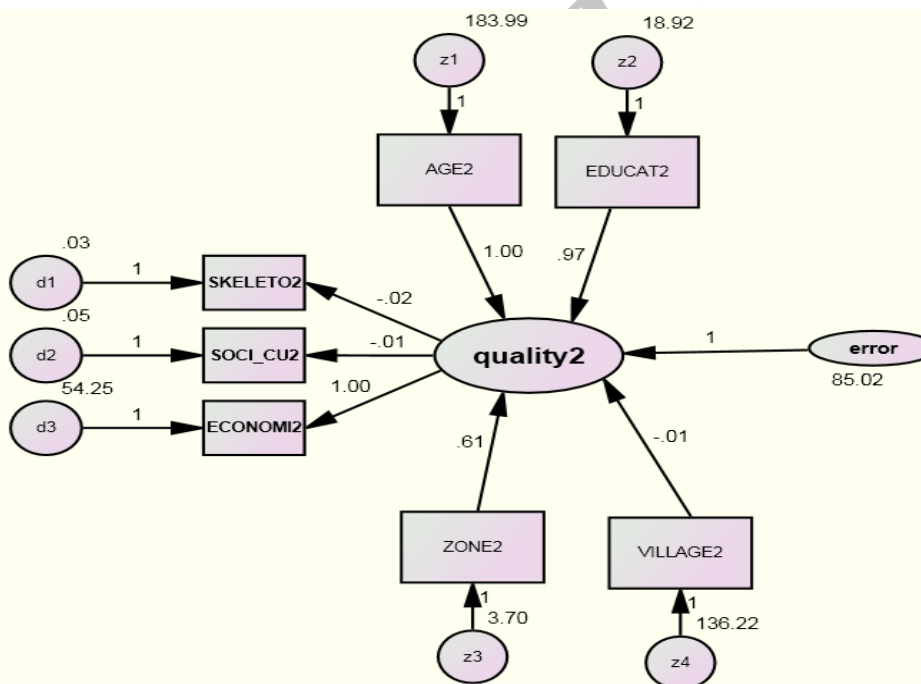 183.99
18.92
z1
z2
1
1
AGE2
EDUCAT2
1.00
.97
.03
d1
1
SKELETO2
-.02
.05
d2
1
SOCI_CU2
-.01
quality2
1
error
85.02
54.25
d3
1
ECONOMI2
1.00
.61
-.01
ZONE2
VILLAGE2
1
1
3.70
136.22
z3
z4